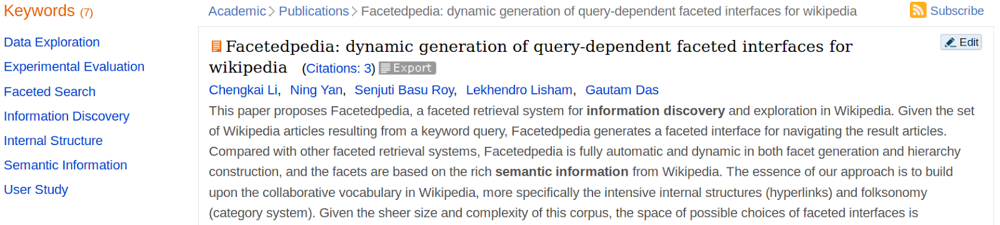 Keywords (7)
Data Exploration
Experimental Evaluation
Faceted Search
Information Discovery
Internal Structure
Semantic Information
User Study
Academic > Publications > Facetedpedia: dynamic generation of query-dependent faceted interfaces for wikipedia
Subscribe
Facetedpedia: dynamic generation of query-dependent faceted interfaces for
wikipedia (Citations: 3) Export
Edit
Chengkai Li, Ning Yan, Senjuti Basu Roy, Lekhendro Lisham, Gautam Das
This paper proposes Facetedpedia, a faceted retrieval system for information discovery and exploration in Wikipedia. Given the set
of Wikipedia articles resulting from a keyword query, Facetedpedia generates a faceted interface for navigating the result articles.
Compared with other faceted retrieval systems, Facetedpedia is fully automatic and dynamic in both facet generation and hierarchy
construction, and the facets are based on the rich semantic information from Wikipedia. The essence of our approach is to build
upon the collaborative vocabulary in Wikipedia, more specifically the intensive internal structures (hyperlinks) and folksonomy
(category system). Given the sheer size and complexity of this corpus, the space of possible choices of faceted interfaces is